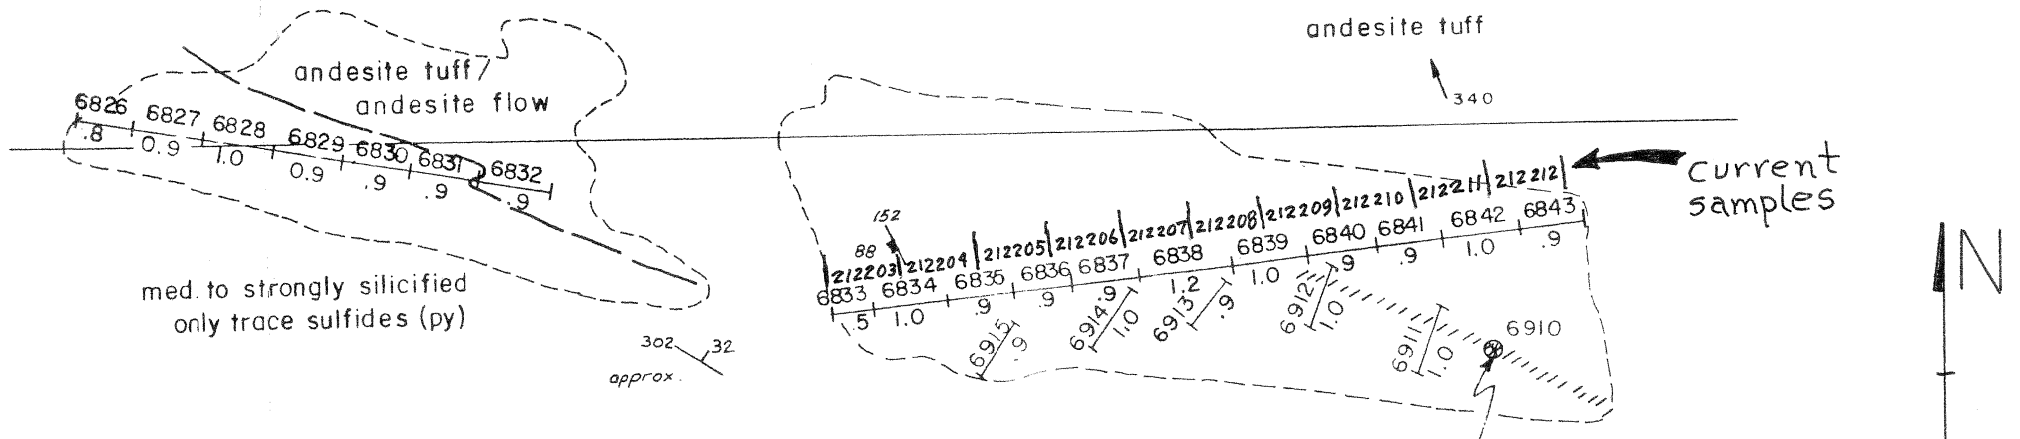 andesite tuff
340
andesite tuff/
andesite flow
6826 6827 6828 6829 6830 6831 6832
.8 0.9 1.0 0.9 .9 .9 .9
med. to strongly silicified
only trace sulfides (py)
302 32
approx.
current
samples
152
88
212203 212204 212205 212206 212207 212208 212209 212210 212211 212212
6833 6834 6835 6836 6837 6838 6839 6840 6841 6842 6843
1.5 1.0 .9 .9 .9 1.2 1.0 .9 .9 1.0 .9
6915 6914 6913 6912 6911 6910
.9 1.0 .9 1.0 1.0
N